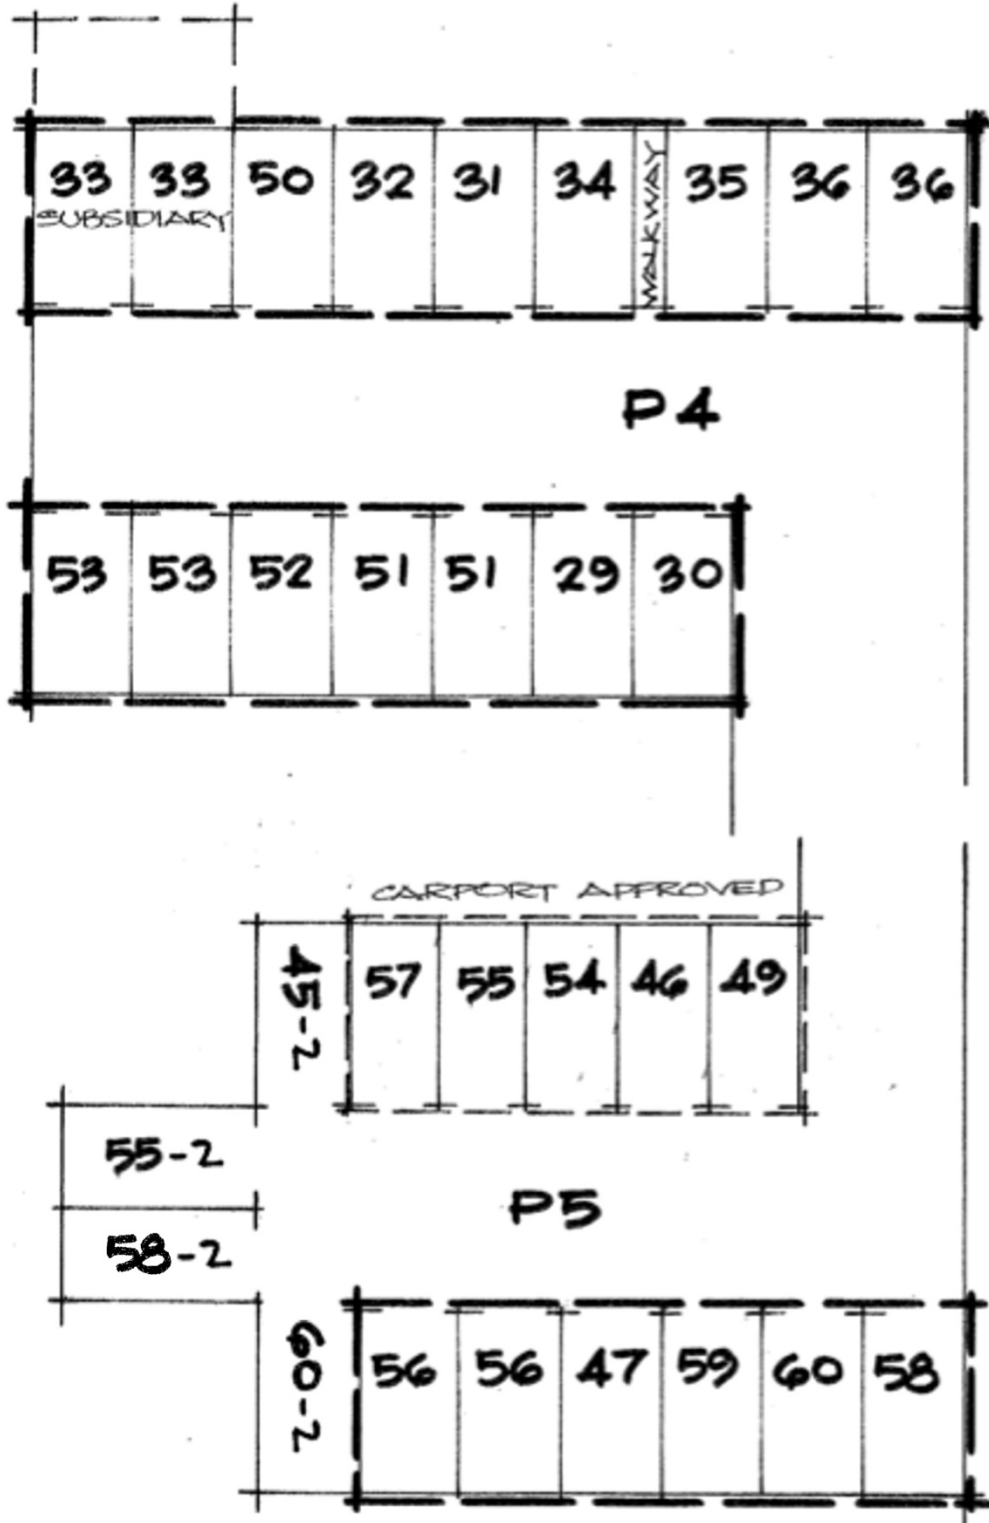 33 33 50 32 31 34 WALKWAY 35 36 36
SUBSIDIARY
P4
53 53 52 51 51 29 30
CARPORT APPROVED
45-2 57 55 54 46 49
55-2
P5
58-2
60-2 56 56 47 59 60 58